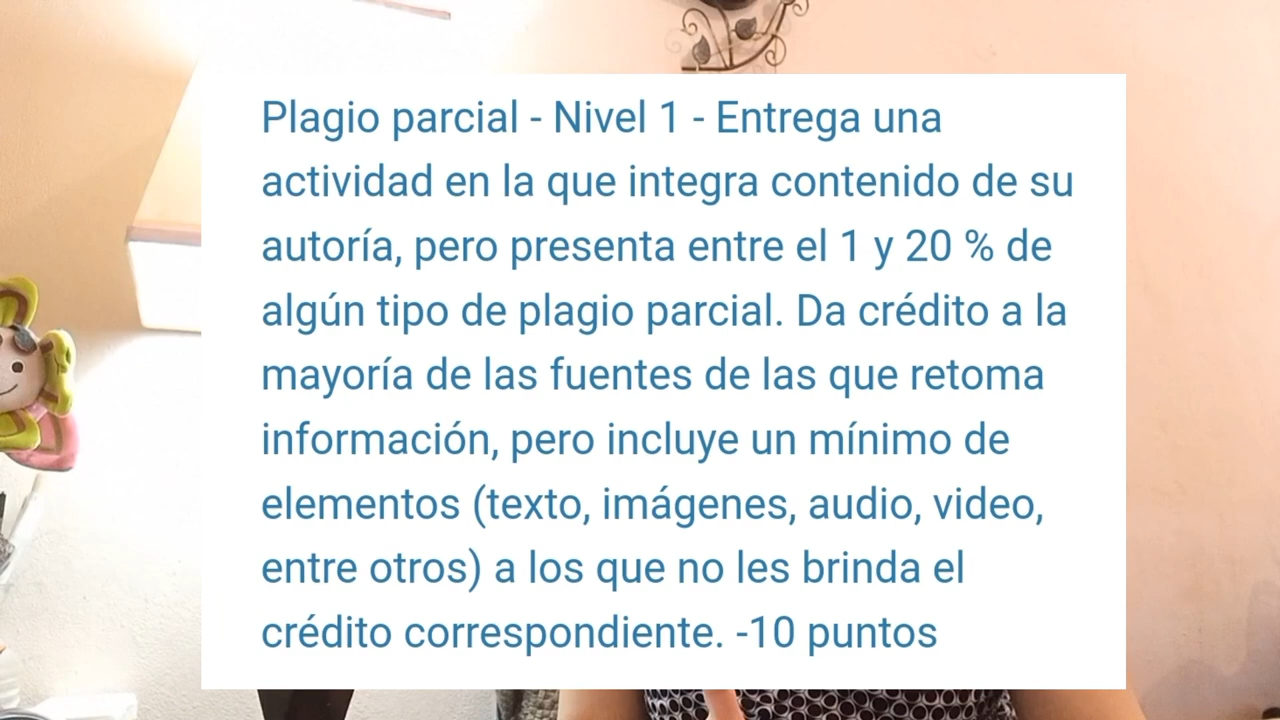 Plagio parcial - Nivel 1 - Entrega una
actividad en la que integra contenido de su
autoría, pero presenta entre el 1 y 20 % de
algún tipo de plagio parcial. Da crédito a la
mayoría de las fuentes de las que retoma
información, pero incluye un mínimo de
elementos (texto, imágenes, audio, video,
entre otros) a los que no les brinda el
crédito correspondiente. -10 puntos